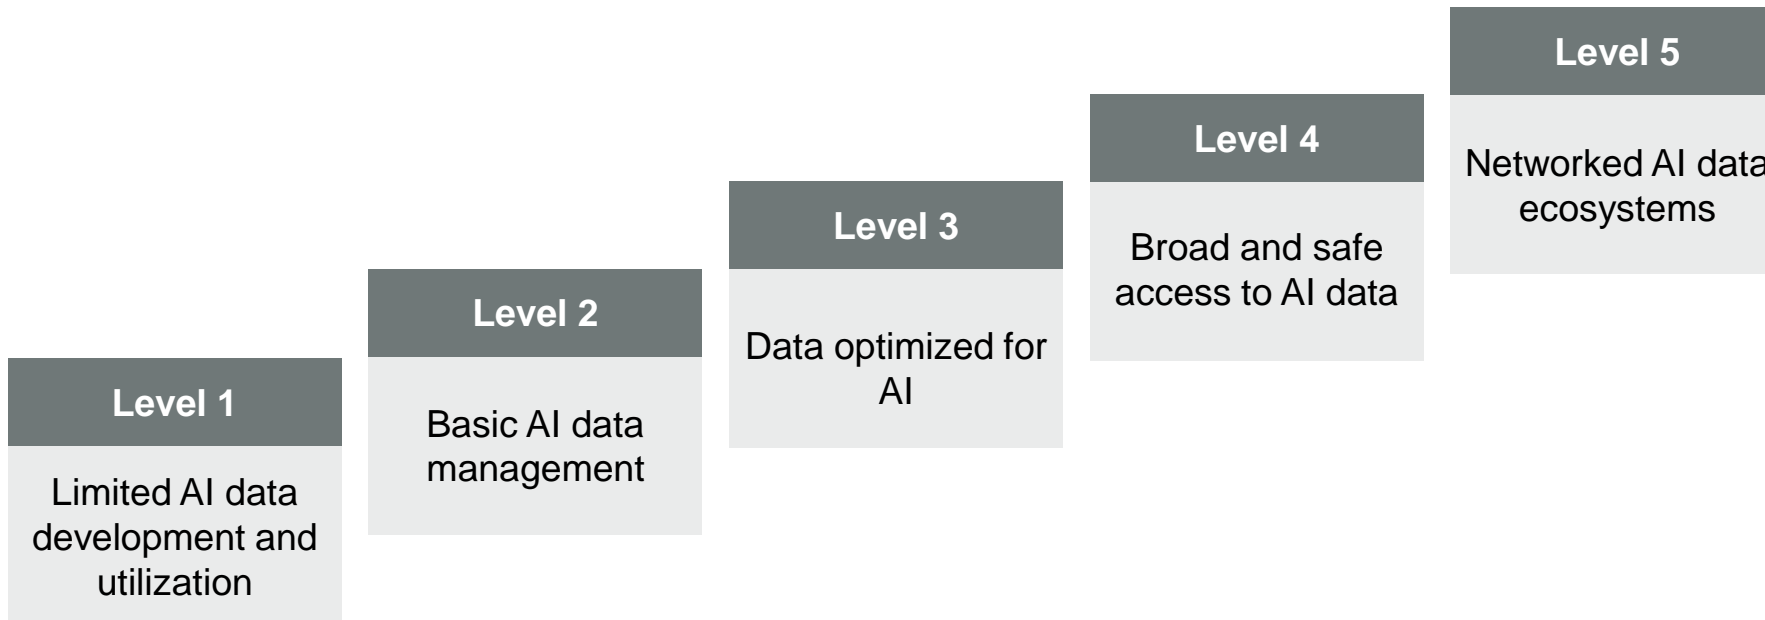 Level 1
Limited AI data
development and
utilization
Level 2
Basic AI data
management
Level 3
Data optimized for
AI
Level 4
Broad and safe
access to AI data
Level 5
Networked AI data
ecosystems